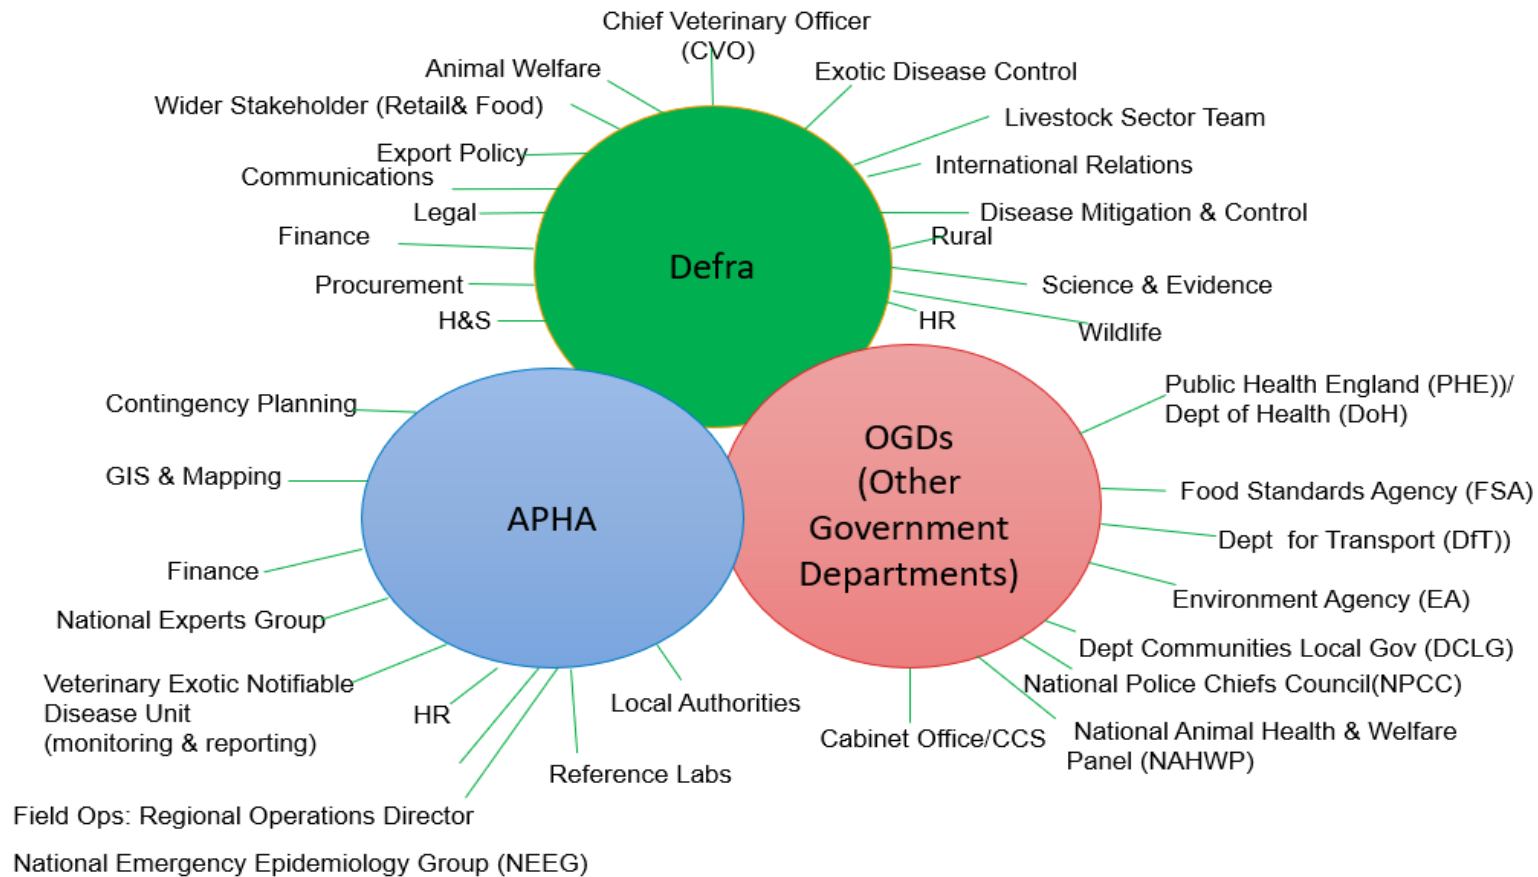 Chief Veterinary Officer
(CVO)
Animal Welfare
Exotic Disease Control
Wider Stakeholder (Retail& Food)
Livestock Sector Team
Export Policy
International Relations
Communications
Legal
Disease Mitigation & Control
Finance
Rural
Defra
Procurement
Science & Evidence
H&S
HR
Wildlife
Contingency Planning
GIS & Mapping
APHA
Finance
National Experts Group
Veterinary Exotic Notifiable
Disease Unit
(monitoring & reporting)
HR
Local Authorities
Reference Labs
Field Ops: Regional Operations Director
National Emergency Epidemiology Group (NEEG)
OGDs
(Other
Government
Departments)
Public Health England (PHE))/
Dept of Health (DoH)
Food Standards Agency (FSA)
Dept  for Transport (DfT))
Environment Agency (EA)
Dept Communities Local Gov (DCLG)
National Police Chiefs Council(NPCC)
National Animal Health & Welfare
Panel (NAHWP)
Cabinet Office/CCS